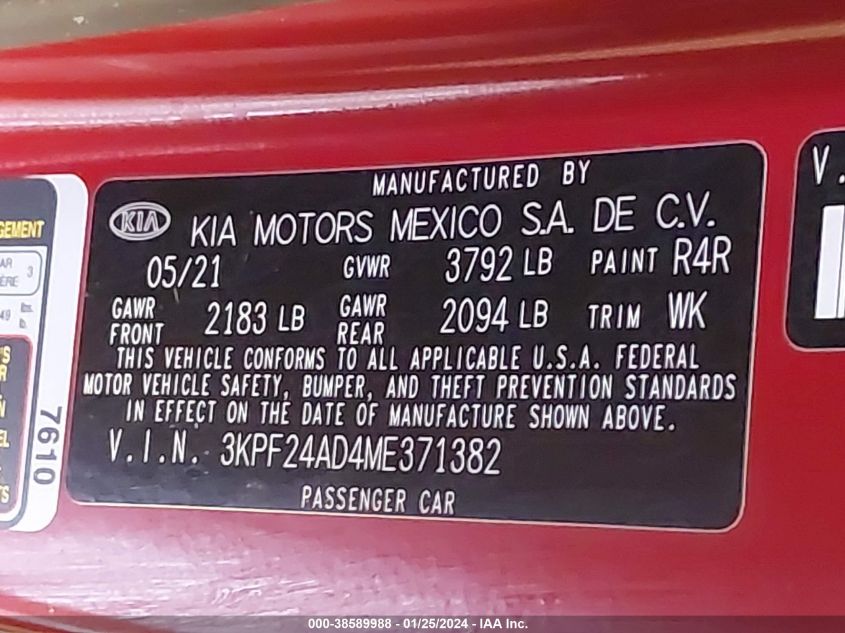 MANUFACTURED BY
KIA KIA MOTORS MEXICO S.A. DE C.V.
05/21 GVWR 3792 LB PAINT R4R
GAWR FRONT 2183 LB GAWR REAR 2094 LB TRIM WK
THIS VEHICLE CONFORMS TO ALL APPLICABLE U.S.A. FEDERAL
MOTOR VEHICLE SAFETY, BUMPER, AND THEFT PREVENTION STANDARDS
IN EFFECT ON THE DATE OF MANUFACTURE SHOWN ABOVE.
V.I.N. 3KPF24AD4ME371382
PASSENGER CAR
7610
V.
000-38589988 - 01/25/2024 - IAA Inc.